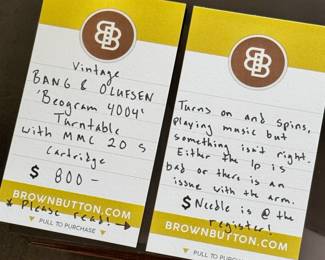 Vintage
BANG & OLUFSEN
'Beogram 4004'
Turntable
with MMC 20 S
Cartridge
$ 800 –
BROWNBUTTON.COM
* Please read! →
▼ PULL TO PURCHASE ▼
Turns on and spins,
playing music but
something isn't right.
Either the lp is
bad or there is an
issue with the arm.
$ Needle is @ the
register!
BROWNBUTTON.COM
▼ PULL TO PURCHASE ▼